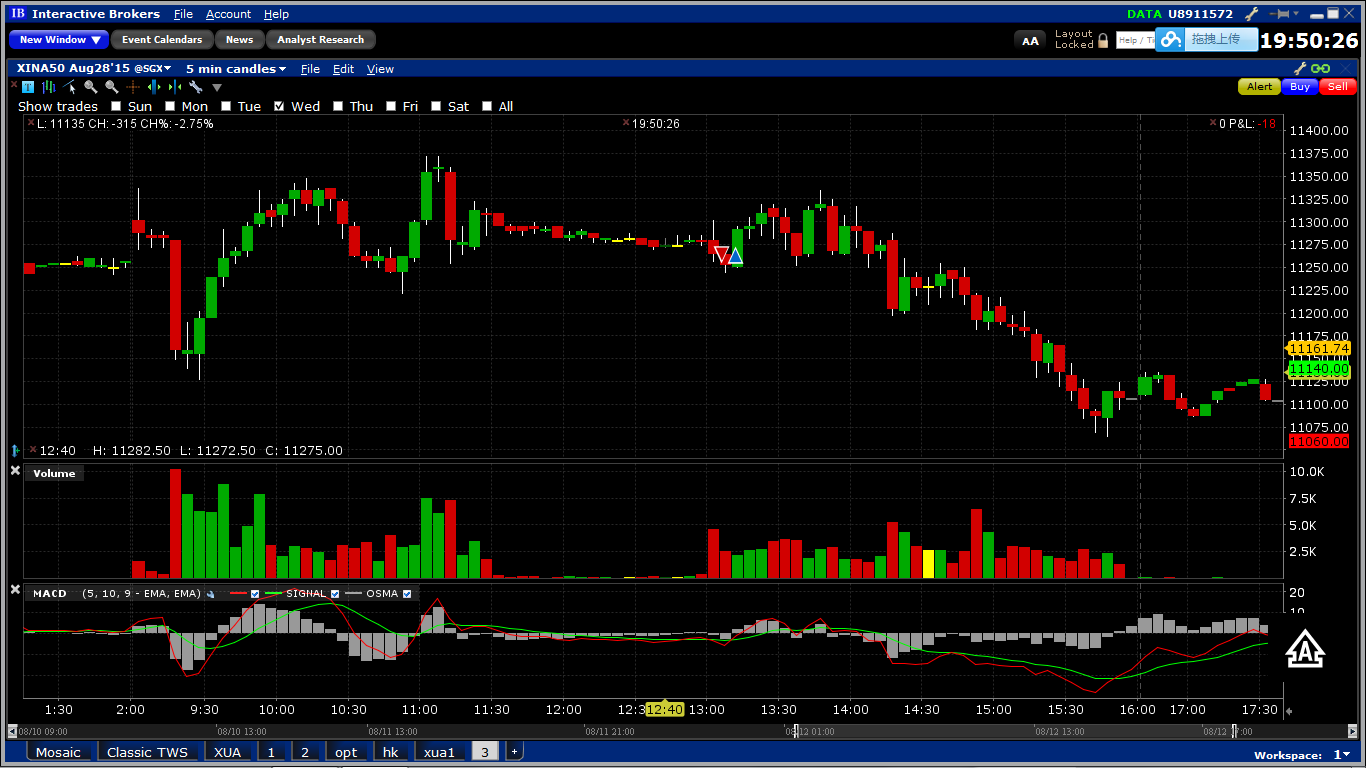 IB Interactive Brokers File Account Help DATA U8911572
New Window ▼ Event Calendars News Analyst Research AA Layout Locked Help / 拖拽上传 19:50:26
XINA50 Aug28'15 @SGX 5 min candles File Edit View
T Alert Buy Sell
Show trades Sun Mon Tue Wed Thu Fri Sat All
L: 11135 CH: -315 CH%: -2.75% 19:50:26 0 P&L: -18
11400.00
11375.00
11350.00
11325.00
11300.00
11275.00
11250.00
11225.00
11200.00
11175.00
11161.74
11150.00
11140.00
11125.00
11100.00
11075.00
11060.00
12:40 H: 11282.50 L: 11272.50 C: 11275.00
Volume
10.0K
7.5K
5.0K
2.5K
MACD (5, 10, 9 - EMA, EMA) SIGNAL OSMA
20
10
A
1:30 2:00 9:30 10:00 10:30 11:00 11:30 12:00 12:3 12:40 13:00 13:30 14:00 14:30 15:00 15:30 16:00 17:00 17:30
08/10 09:00 08/10 13:00 08/11 13:00 08/11 21:00 12 01:00 08/12 13:00 08/12
Mosaic Classic TWS XUA 1 2 opt hk xua1 3 +
Workspace: 1